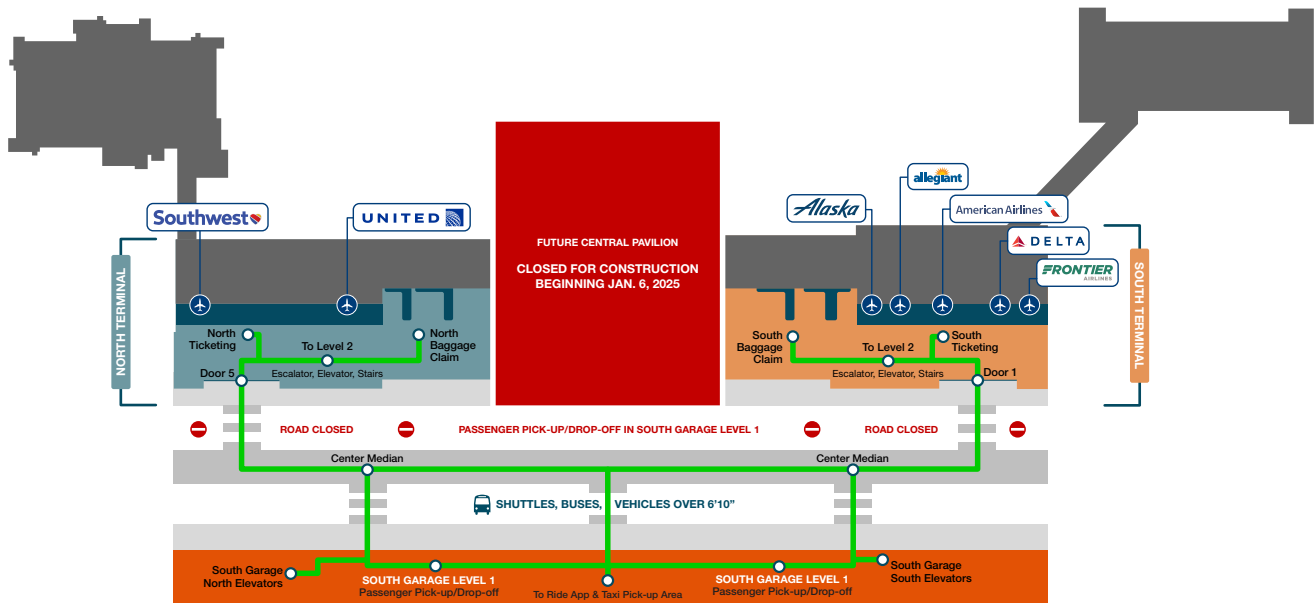 allegiant
Southwest
UNITED
Alaska
American Airlines
DELTA
FRONTIER
AIRLINES
NORTH TERMINAL
SOUTH TERMINAL
FUTURE CENTRAL PAVILION
CLOSED FOR CONSTRUCTION
BEGINNING JAN. 6, 2025
North
Ticketing
To Level 2
Escalator, Elevator, Stairs
North
Baggage
Claim
Door 5
South
Baggage
Claim
To Level 2
Escalator, Elevator, Stairs
South
Ticketing
Door 1
ROAD CLOSED
PASSENGER PICK-UP/DROP-OFF IN SOUTH GARAGE LEVEL 1
ROAD CLOSED
Center Median
Center Median
SHUTTLES, BUSES, VEHICLES OVER 6'10”
South Garage
North Elevators
SOUTH GARAGE LEVEL 1
Passenger Pick-up/Drop-off
To Ride App & Taxi Pick-up Area
SOUTH GARAGE LEVEL 1
Passenger Pick-up/Drop-off
South Garage
South Elevators